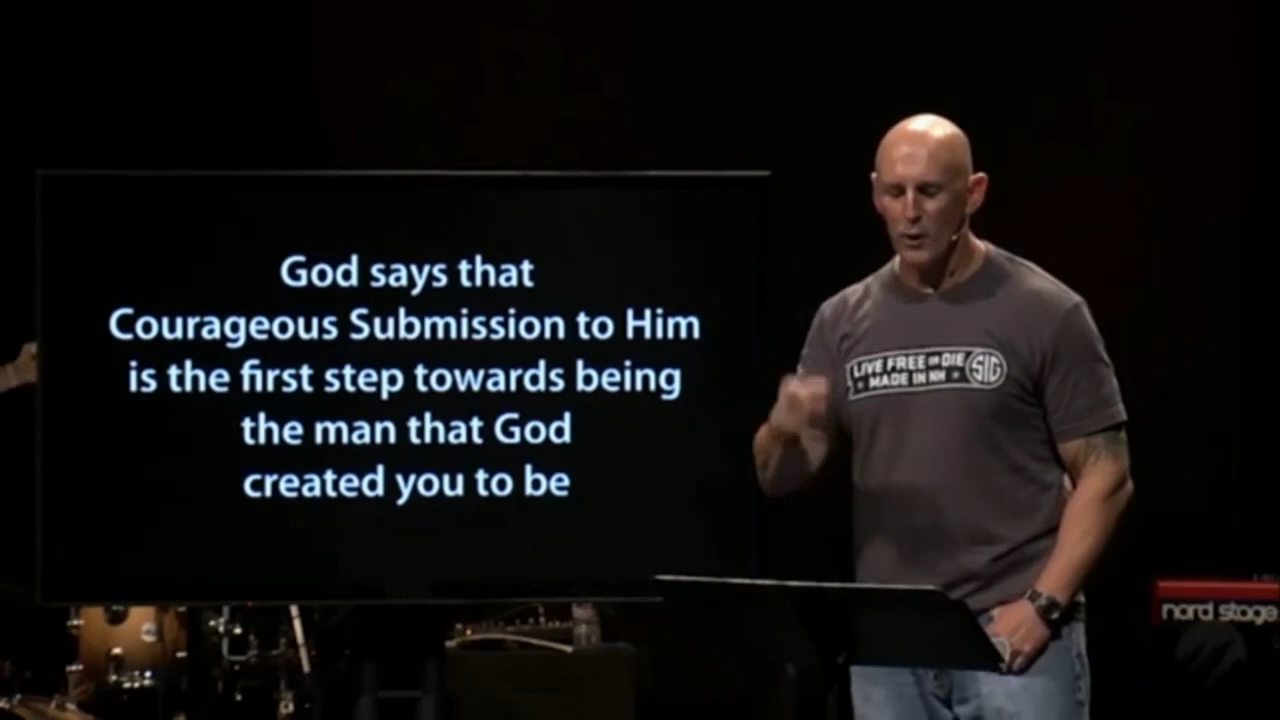 God says that
Courageous Submission to Him
is the first step towards being
the man that God
created you to be
LIVE FREE OR DIE
MADE IN NH
SIG
nord stage